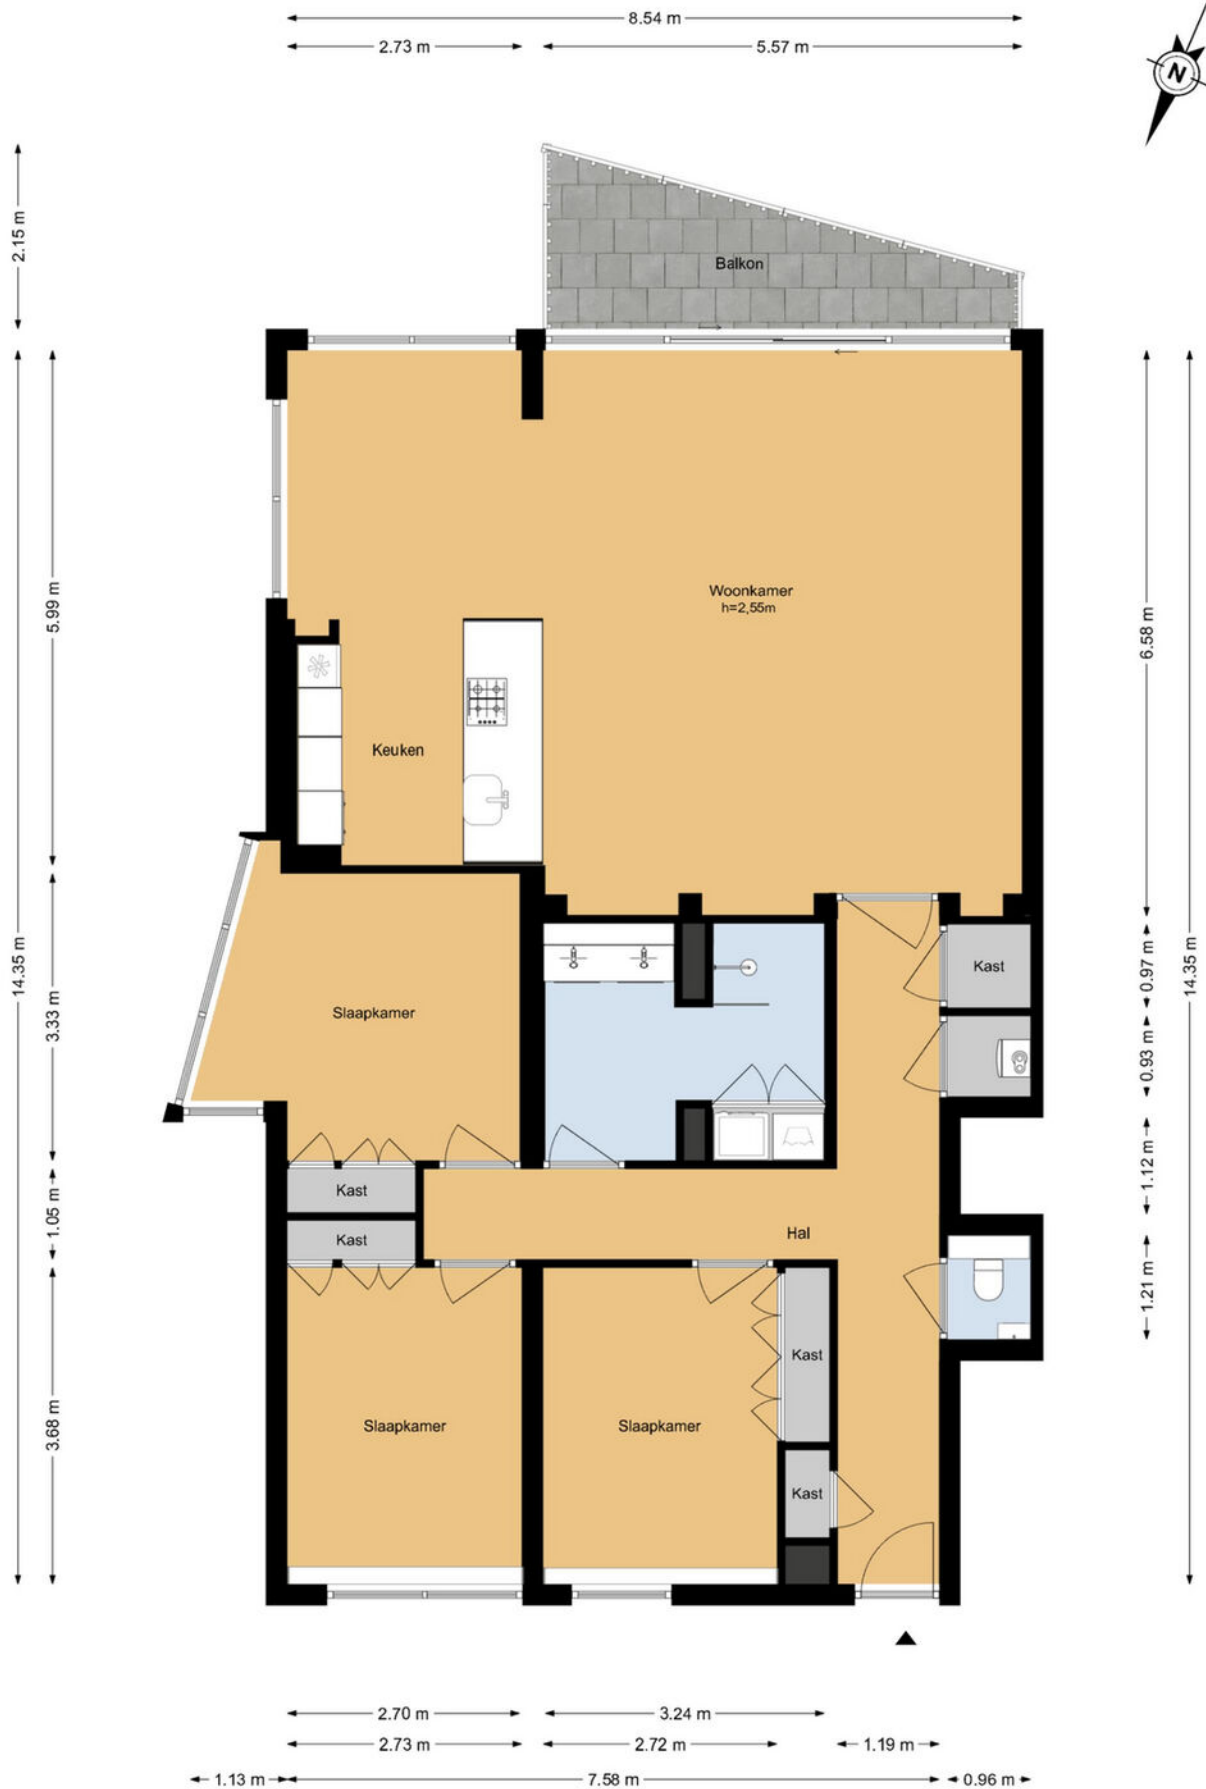 8.54 m
2.73 m
5.57 m
N
2.15 m
Balkon
14.35 m
5.99 m
Woonkamer
h=2,55m
6.58 m
14.35 m
Keuken
3.33 m
Slaapkamer
Kast
0.97 m
0.93 m
1.12 m
1.05 m
Kast
Kast
Hal
1.21 m
3.68 m
Slaapkamer
Slaapkamer
Kast
Kast
2.70 m
3.24 m
2.73 m
2.72 m
1.19 m
1.13 m
7.58 m
0.96 m